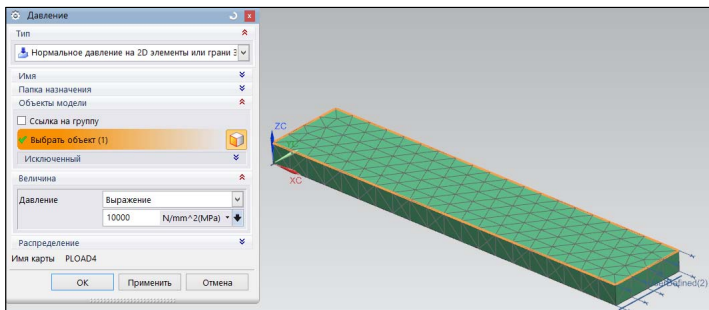 Давление
Тип
Нормальное давление на 2D элементы или грани
Имя
Папка назначения
Объекты модели
Ссылка на группу
Выбрать объект (1)
Исключенный
Величина
Давление Выражение
10000 N/mm^2(MPa)
Распределение
Имя карты PLOAD4
ОК Применить Отмена
ZC
XC